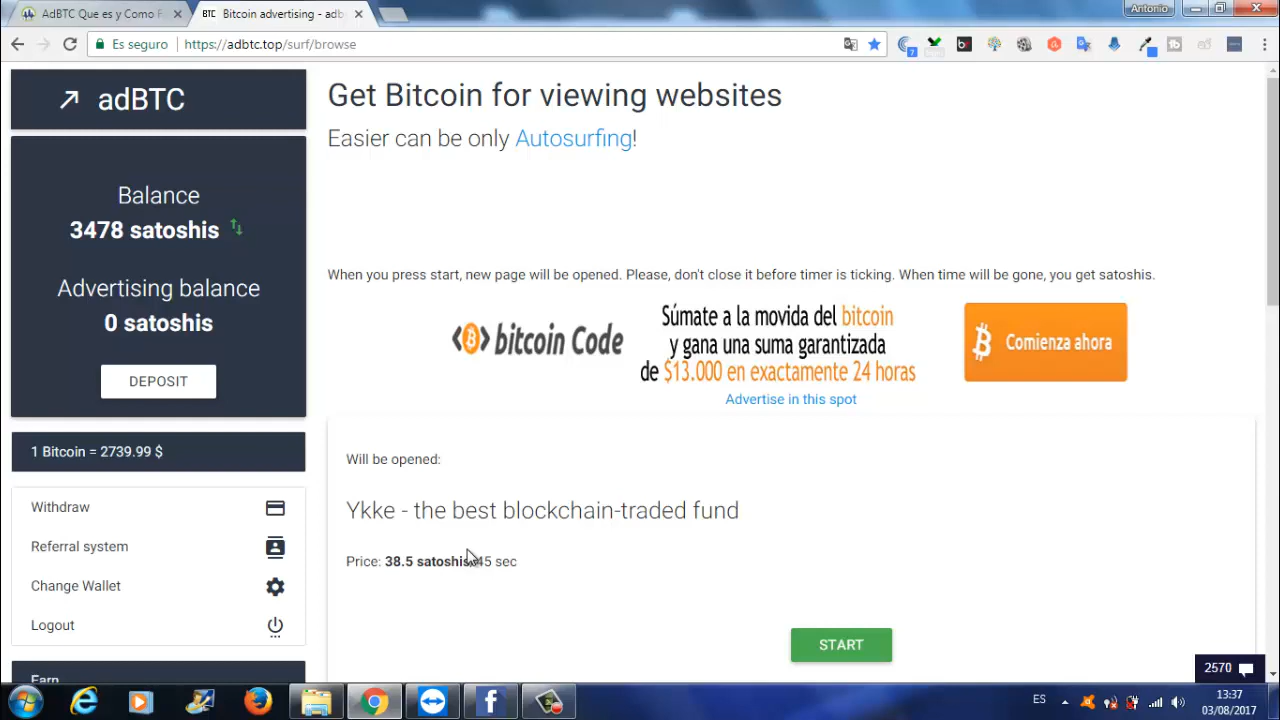 AdBTC Que es y Como F
BTC Bitcoin advertising - adb
Antonio
Es seguro
https://adbtc.top/surf/browse
7
adBTC
Balance
3478 satoshis
Advertising balance
0 satoshis
DEPOSIT
1 Bitcoin = 2739.99 $
Withdraw
Referral system
Change Wallet
Logout
Earn
Get Bitcoin for viewing websites
Easier can be only Autosurfing!
When you press start, new page will be opened. Please, don't close it before timer is ticking. When time will be gone, you get satoshis.
bitcoin Code
Súmate a la movida del bitcoin
y gana una suma garantizada
de $13.000 en exactamente 24 horas
Comienza ahora
Advertise in this spot
Will be opened:
Ykke - the best blockchain-traded fund
Price: 38.5 satoshis 45 sec
START
2570
ES
13:37
03/08/2017